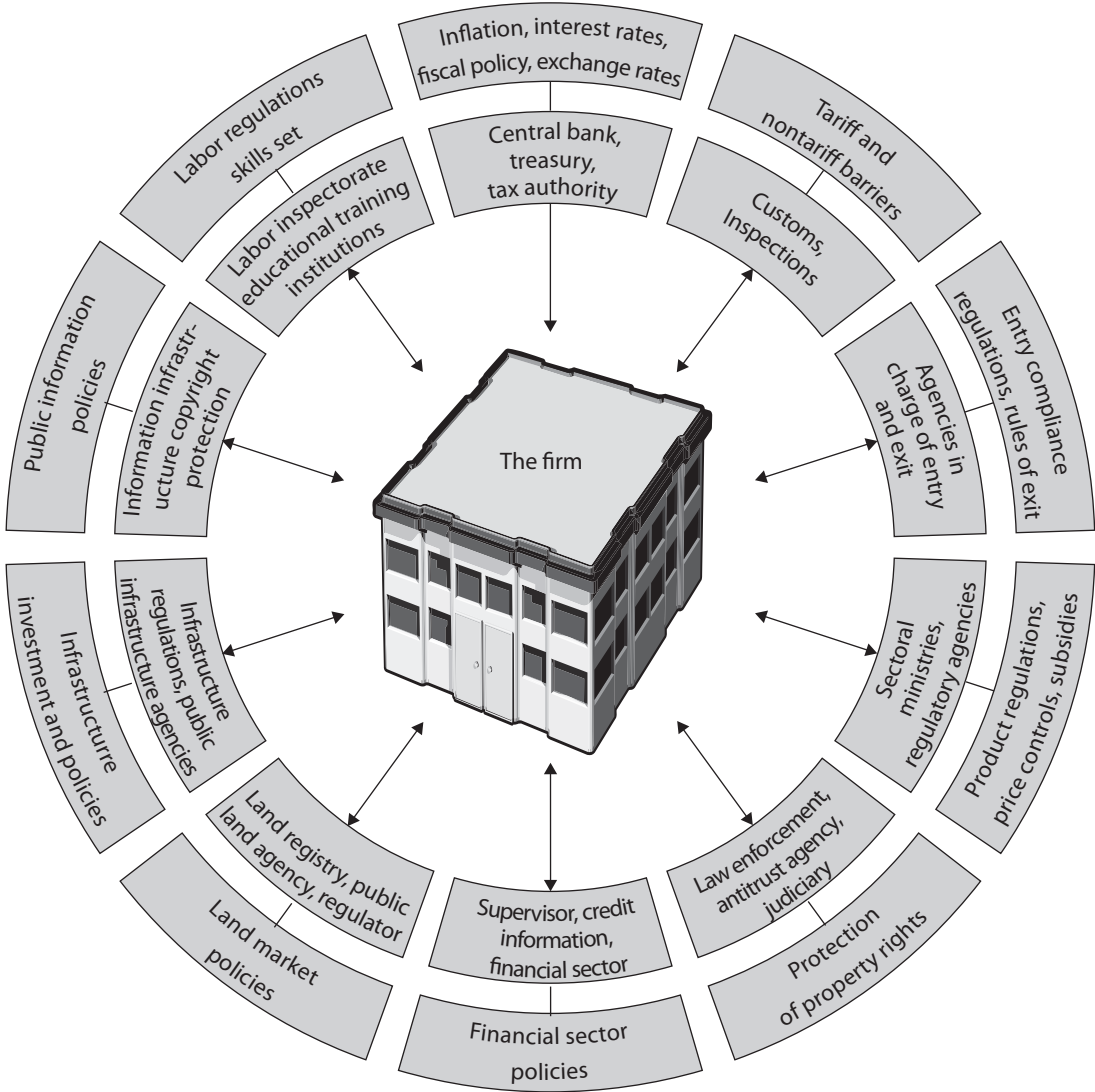 Inflation, interest rates,
fiscal policy, exchange rates
Central bank,
treasury,
tax authority
Tariff and
nontariff barriers
Customs,
Inspections
Entry compliance
regulations, rules of exit
Agencies in
charge of entry
and exit
Product regulations,
price controls, subsidies
Sectoral
ministries,
regulatory agencies
Protection
of property rights
Law enforcement,
antitrust agency,
judiciary
Financial sector
policies
Supervisor, credit
information,
financial sector
Land market
policies
Land registry, public
land agency, regulator
Infrastructurre
investment and policies
Infrastructure
regulations, public
infrastructure agencies
Public information
policies
Information infrastr-
ucture copyright
protection
Labor regulations
skills set
Labor inspectorate
educational training
institutions
The firm